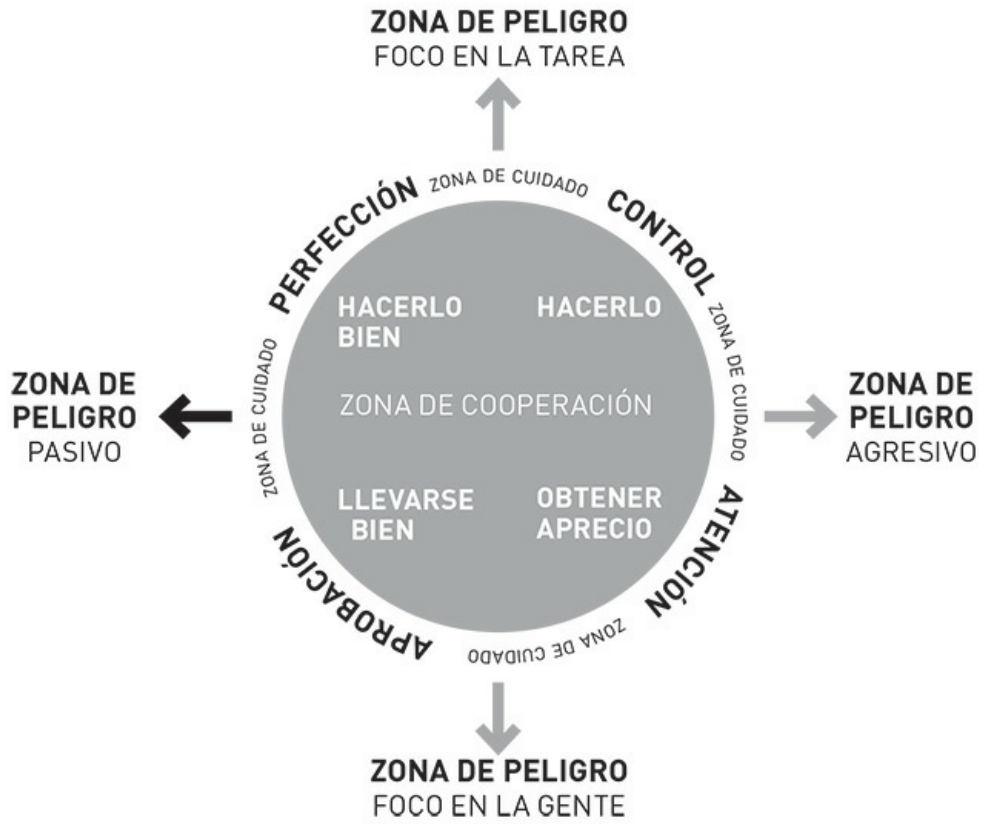 ZONA DE PELIGRO
FOCO EN LA TAREA
PERFECCIÓN
ZONA DE CUIDADO
CONTROL
HACERLO
BIEN
HACERLO
ZONA DE CUIDADO
ZONA DE CUIDADO
ZONA DE
PELIGRO
PASIVO
ZONA DE COOPERACIÓN
ZONA DE
PELIGRO
AGRESIVO
LLEVARSE
BIEN
OBTENER
APRECIO
APROBACIÓN
ATENCIÓN
ZONA DE CUIDADO
ZONA DE PELIGRO
FOCO EN LA GENTE